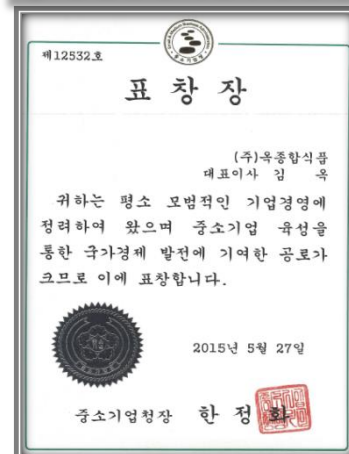 제12532호
표 창 장
(주)옥종합식품
대표이사 김 옥
귀하는 평소 모범적인 기업경영에
정려하여 왔으며 중소기업 육성을
통한 국가경제 발전에 기여한 공로가
크므로 이에 표창합니다.
2015년 5월 27일
중소기업청장 한 정 화